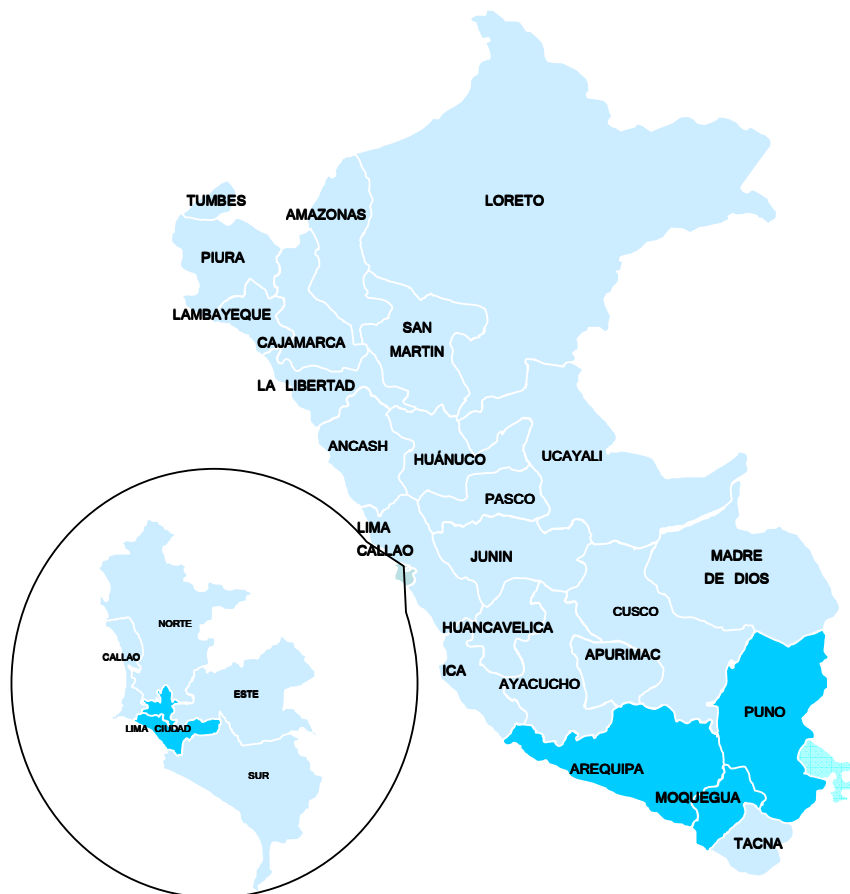 TUMBES
AMAZONAS
LORETO
PIURA
LAMBAYEQUE
SAN
MARTIN
CAJAMARCA
LA LIBERTAD
ANCASH
HUÁNUCO
UCAYALI
PASCO
LIMA
CALLAO
JUNIN
MADRE
DE DIOS
CUSCO
HUANCAVELICA
APURIMAC
ICA
AYACUCHO
PUNO
AREQUIPA
MOQUEGUA
TACNA
NORTE
CALLAO
ESTE
LIMA CIUDAD
SUR